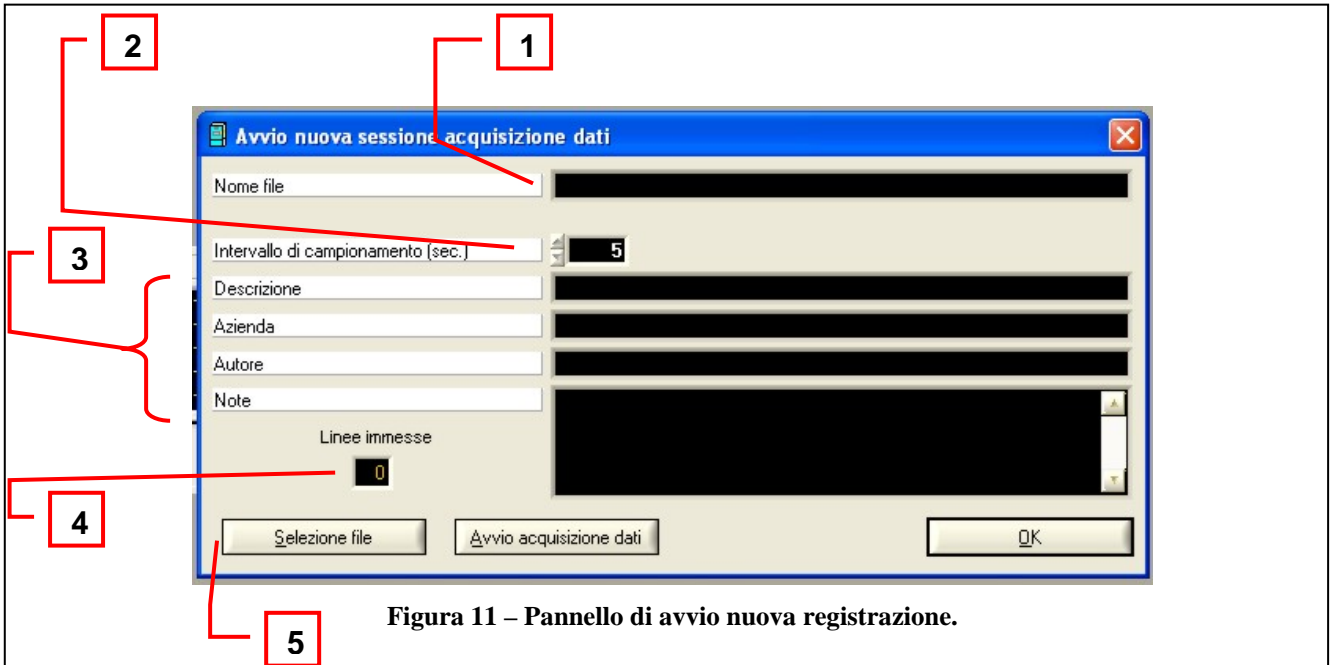 2
1
Avvio nuova sessione acquisizione dati
Nome file
3
Intervallo di campionamento (sec.)
5
Descrizione
Azienda
Autore
Note
Linee immesse
0
4
Selezione file
Avvio acquisizione dati
OK
Figura 11 – Pannello di avvio nuova registrazione.
5